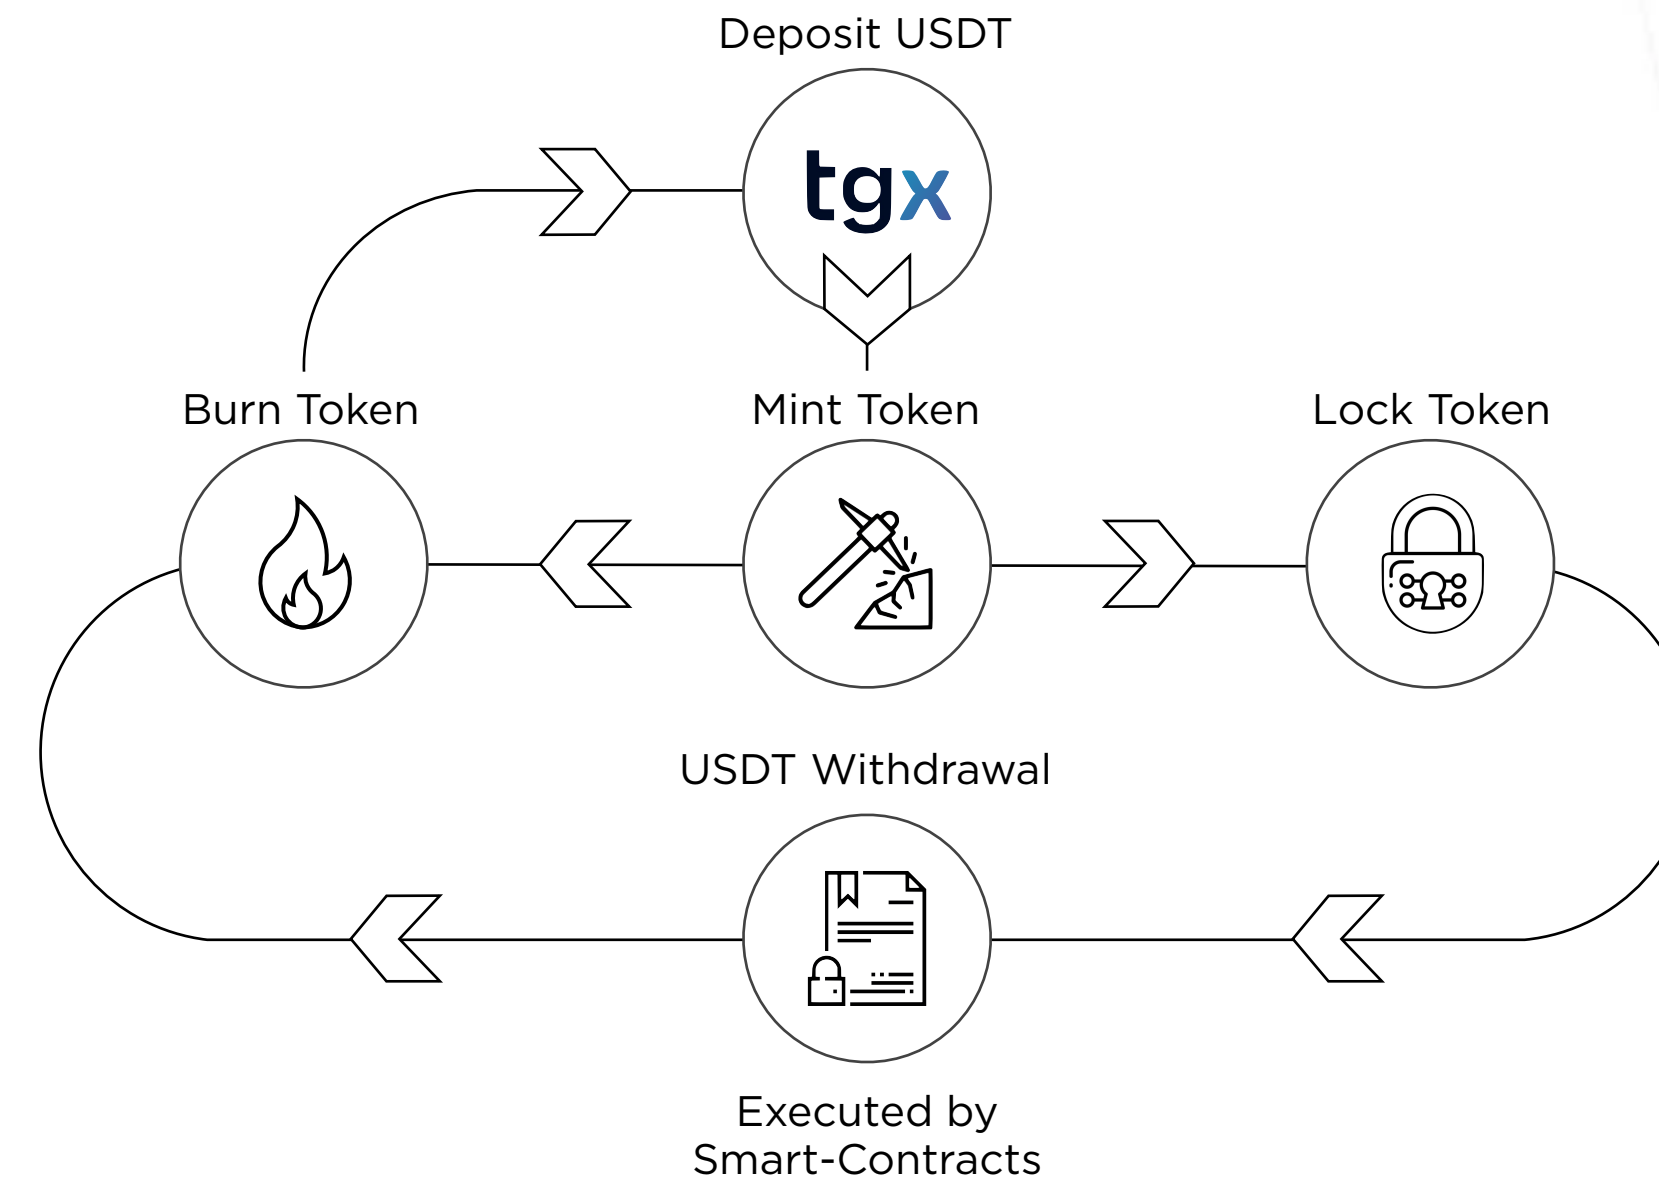 Deposit USDT
tgx
Burn Token
Mint Token
Lock Token
USDT Withdrawal
Executed by
Smart-Contracts